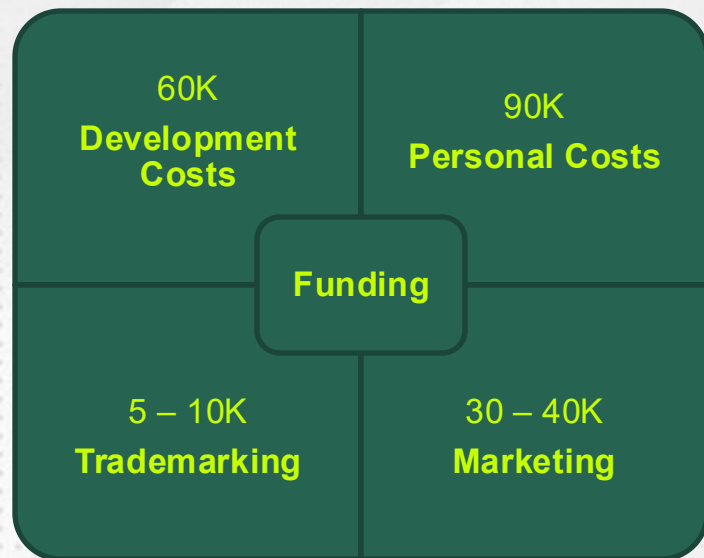 60K
Development
Costs
90K
Personal Costs
Funding
5 – 10K
Trademarking
30 – 40K
Marketing